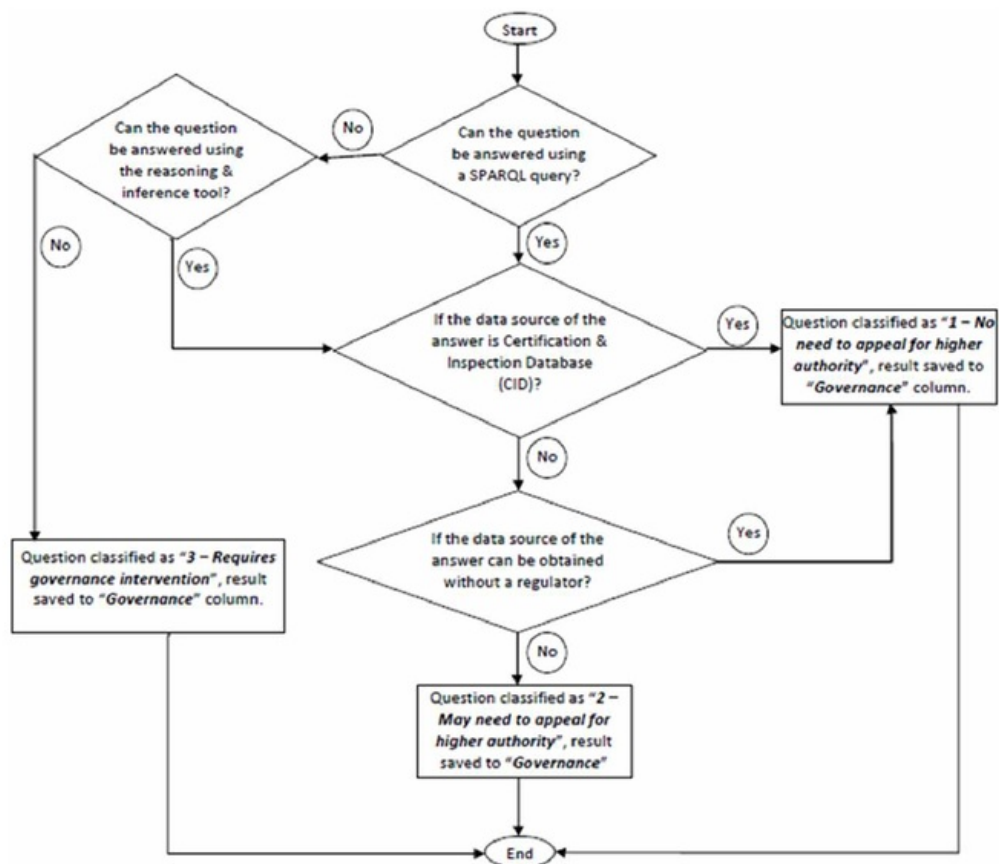 Start
Can the question
be answered using
the reasoning &
inference tool?
No
Can the question
be answered using
a SPARQL query?
No
Yes
Yes
If the data source of the
answer is Certification &
Inspection Database
(CID)?
Yes
Question classified as "1 – No
need to appeal for higher
authority", result saved to
"Governance" column.
No
If the data source of the
answer can be obtained
without a regulator?
Yes
Question classified as "3 – Requires
governance intervention", result
saved to "Governance" column.
No
Question classified as "2 –
May need to appeal for
higher authority", result
saved to "Governance"
End